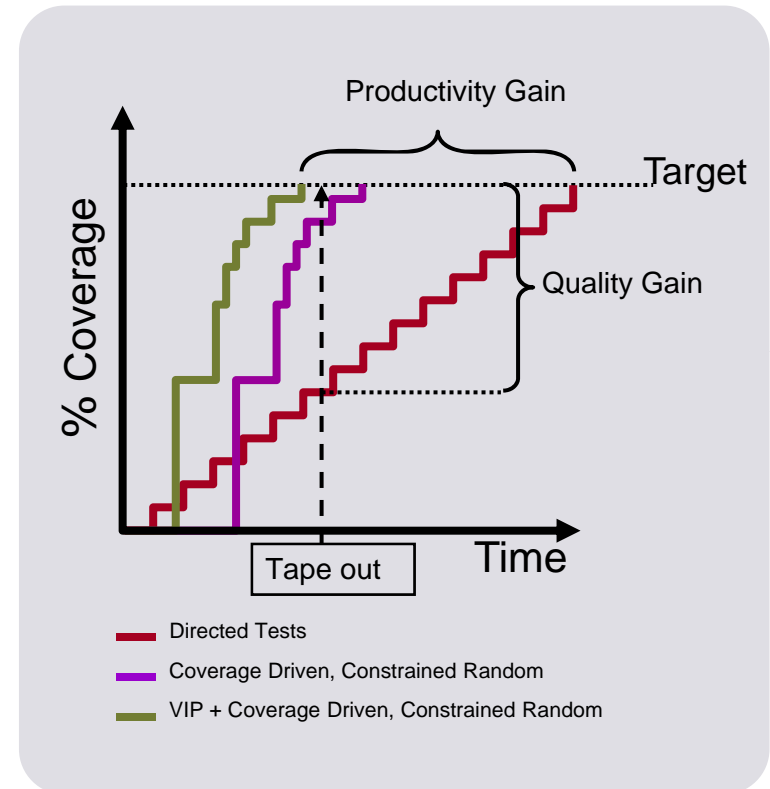 Productivity Gain
Target
% Coverage
Quality Gain
Time
Tape out
Directed Tests
Coverage Driven, Constrained Random
VIP + Coverage Driven, Constrained Random